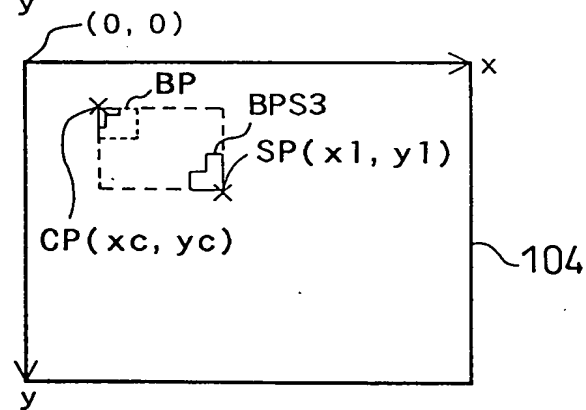 y
(0, 0)
x
BP
BPS3
SP(x1, y1)
CP(xc, yc)
104
y